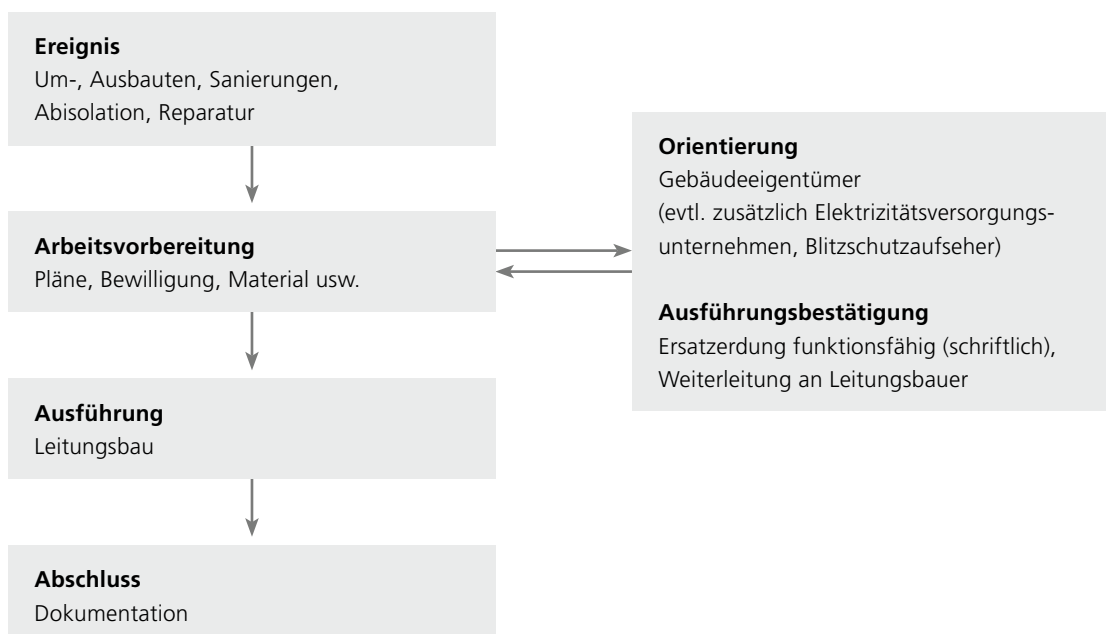 Ereignis
Um-, Ausbauten, Sanierungen,
Abisolation, Reparatur
Arbeitsvorbereitung
Pläne, Bewilligung, Material usw.
Orientierung
Gebäudeeigentümer
(evtl. zusätzlich Elektrizitätsversorgungs-
unternehmen, Blitzschutzaufseher)
Ausführungsbestätigung
Ersatzerdung funktionsfähig (schriftlich),
Weiterleitung an Leitungsbauer
Ausführung
Leitungsbau
Abschluss
Dokumentation